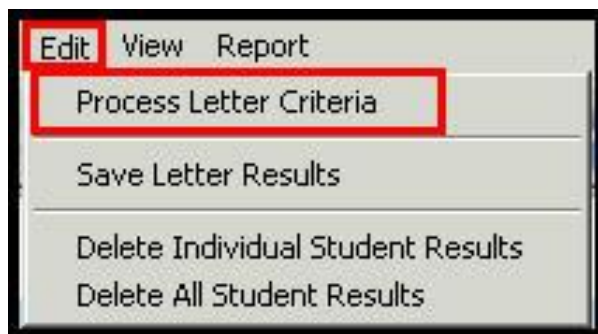 Edit View Report
Process Letter Criteria
Save Letter Results
Delete Individual Student Results
Delete All Student Results